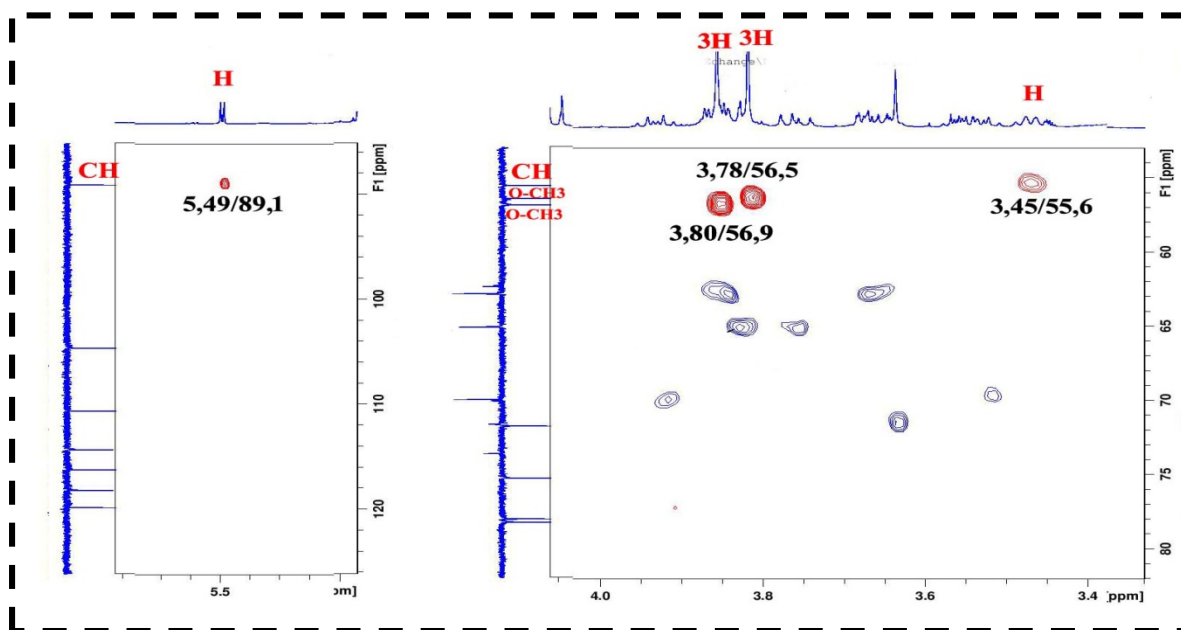 H
CH
5,49/89,1
F1 [ppm]
100
110
120
5.5
om]
3H
3H
change\
H
CH
O-CH3
O-CH3
3,78/56,5
3,80/56,9
3,45/55,6
F1 [ppm]
60
65
70
75
80
4.0
3.8
3.6
3.4
[ppm]